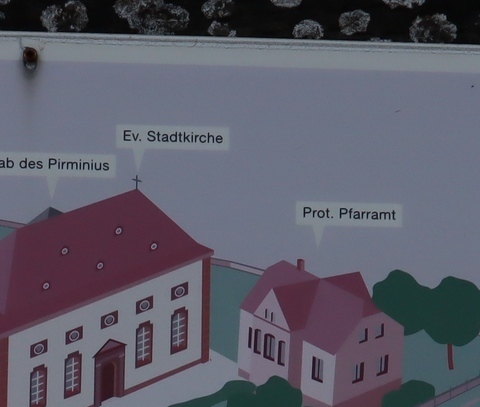 Ev. Stadtkirche
ab des Pirminius
Prot. Pfarramt